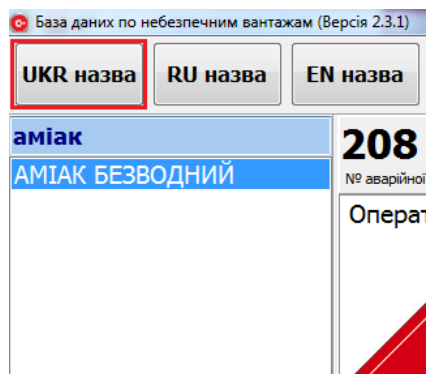 База даних по небезпечним вантажам (Версія 2.3.1)
UKR назва RU назва EN назва
аміак
АМІАК БЕЗВОДНИЙ
208
№ аварійної
Операт